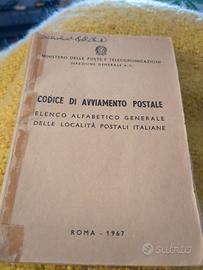 MINISTERO DELLE POSTE E TELECOMUNICAZIONI
DIREZIONE GENERALE A. T.
CODICE DI AVVIAMENTO POSTALE
ELENCO ALFABETICO GENERALE
DELLE LOCALITÀ POSTALI ITALIANE
ROMA - 1967
subito